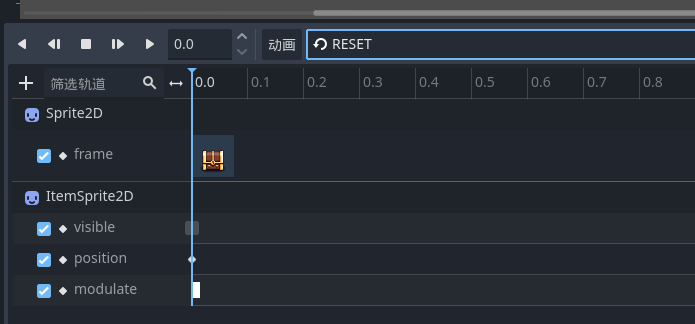 0.0 动画 RESET
筛选轨道 0.0 0.1 0.2 0.3 0.4 0.5 0.6 0.7 0.8
Sprite2D
frame
ItemSprite2D
visible
position
modulate